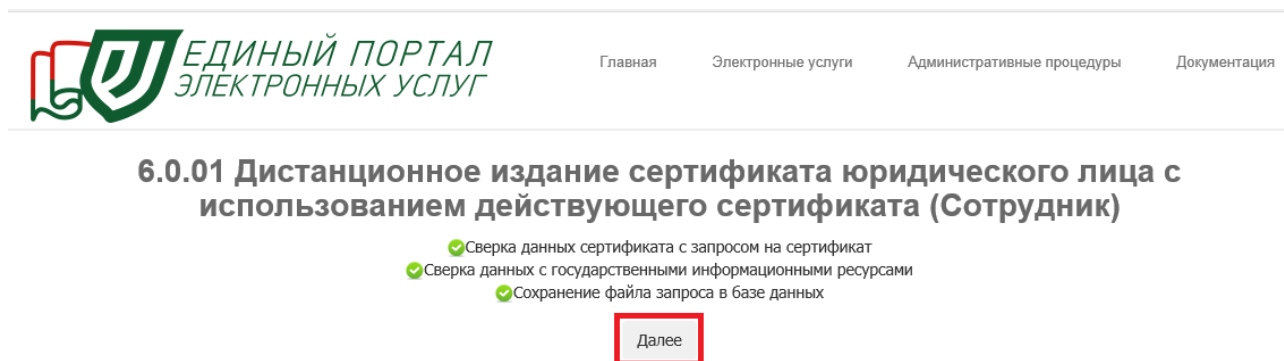 ЕДИНЫЙ ПОРТАЛ
ЭЛЕКТРОННЫХ УСЛУГ
Главная Электронные услуги Административные процедуры Документация
6.0.01 Дистанционное издание сертификата юридического лица с
использованием действующего сертификата (Сотрудник)
Сверка данных сертификата с запросом на сертификат
Сверка данных с государственными информационными ресурсами
Сохранение файла запроса в базе данных
Далее